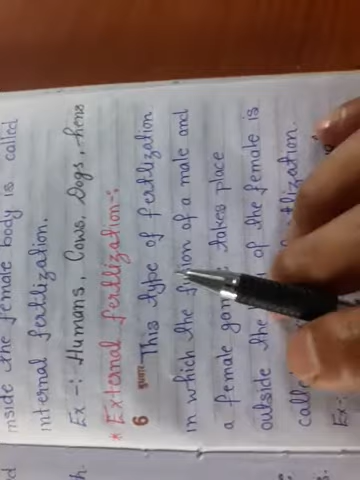 inside the female body is called
internal fertilization.
Ex -: Humans, Cows, Dogs, hens
* External fertilization-:
6 This type of fertilization
in which the of a male and
a female takes place
outside the of the female is
Ex-: